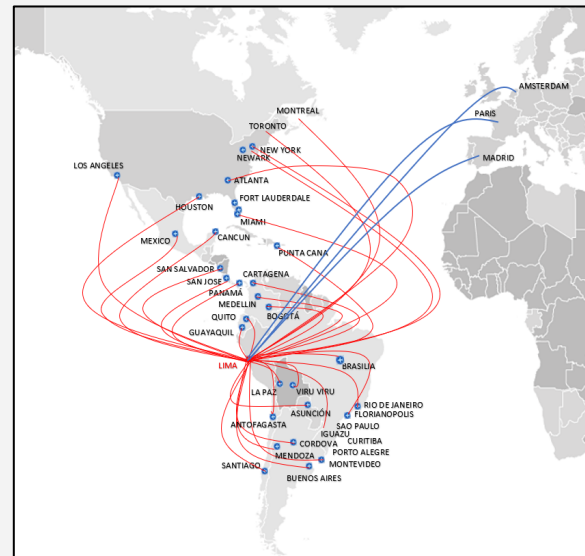 AMSTERDAM
MONTREAL
PARIS
TORONTO
NEW YORK
NEWARK
MADRID
LOS ANGELES
ATLANTA
FORT LAUDERDALE
HOUSTON
MIAMI
MEXICO
CANCUN
PUNTA CANA
SAN SALVADOR
CARTAGENA
SAN JOSE
PANAMÁ
MEDELLIN
QUITO
BOGOTÁ
GUAYAQUIL
LIMA
BRASILIA
LA PAZ
VIRU VIRU
RIO DE JANEIRO
ASUNCIÓN
FLORIANOPOLIS
ANTOFAGASTA
SAO PAULO
IGUAZU
CORDOVA
CURITIBA
MENDOZA
PORTO ALEGRE
SANTIAGO
MONTEVIDEO
BUENOS AIRES